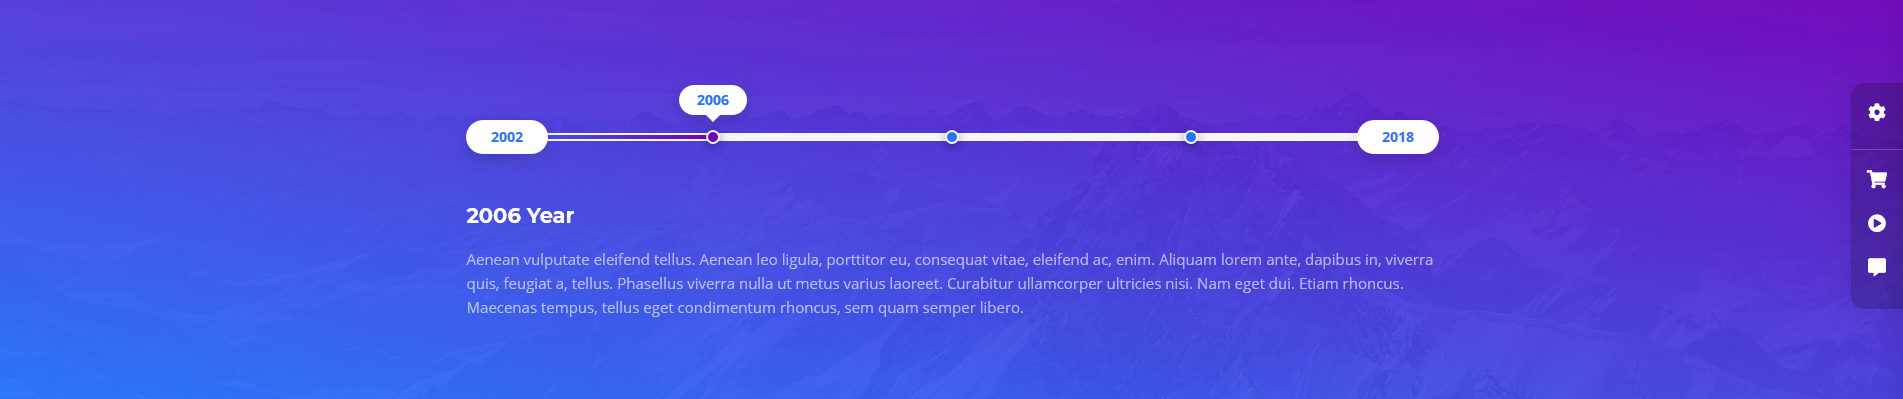 2006
2002
2018
2006 Year
Aenean vulputate eleifend tellus. Aenean leo ligula, porttitor eu, consequat vitae, eleifend ac, enim. Aliquam lorem ante, dapibus in, viverra
quis, feugiat a, tellus. Phasellus viverra nulla ut metus varius laoreet. Curabitur ullamcorper ultricies nisi. Nam eget dui. Etiam rhoncus.
Maecenas tempus, tellus eget condimentum rhoncus, sem quam semper libero.